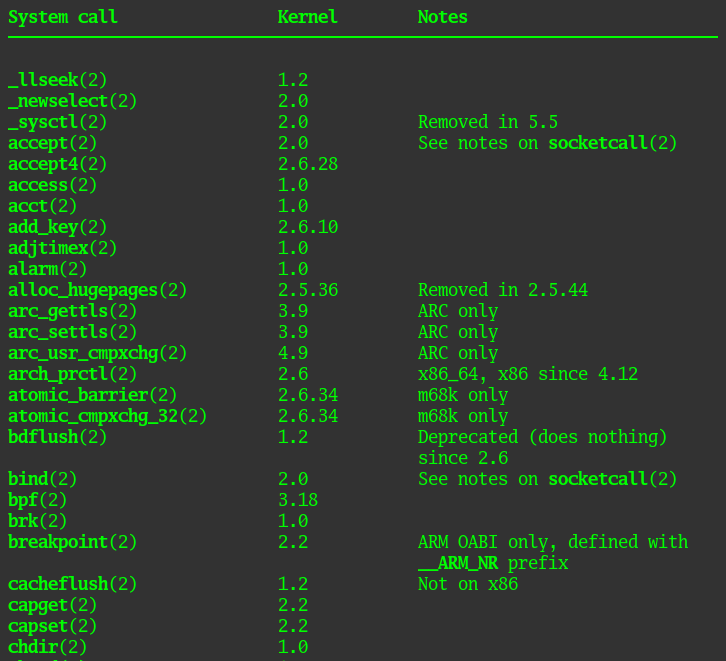 System call Kernel Notes
_llseek(2) 1.2
_newselect(2) 2.0
_sysctl(2) 2.0 Removed in 5.5
accept(2) 2.0 See notes on socketcall(2)
accept4(2) 2.6.28
access(2) 1.0
acct(2) 1.0
add_key(2) 2.6.10
adjtimex(2) 1.0
alarm(2) 1.0
alloc_hugepages(2) 2.5.36 Removed in 2.5.44
arc_gettls(2) 3.9 ARC only
arc_settls(2) 3.9 ARC only
arc_usr_cmpxchg(2) 4.9 ARC only
arch_prctl(2) 2.6 x86_64, x86 since 4.12
atomic_barrier(2) 2.6.34 m68k only
atomic_cmpxchg_32(2) 2.6.34 m68k only
bdflush(2) 1.2 Deprecated (does nothing)
since 2.6
bind(2) 2.0 See notes on socketcall(2)
bpf(2) 3.18
brk(2) 1.0
breakpoint(2) 2.2 ARM OABI only, defined with
__ARM_NR prefix
cacheflush(2) 1.2 Not on x86
capget(2) 2.2
capset(2) 2.2
chdir(2) 1.0